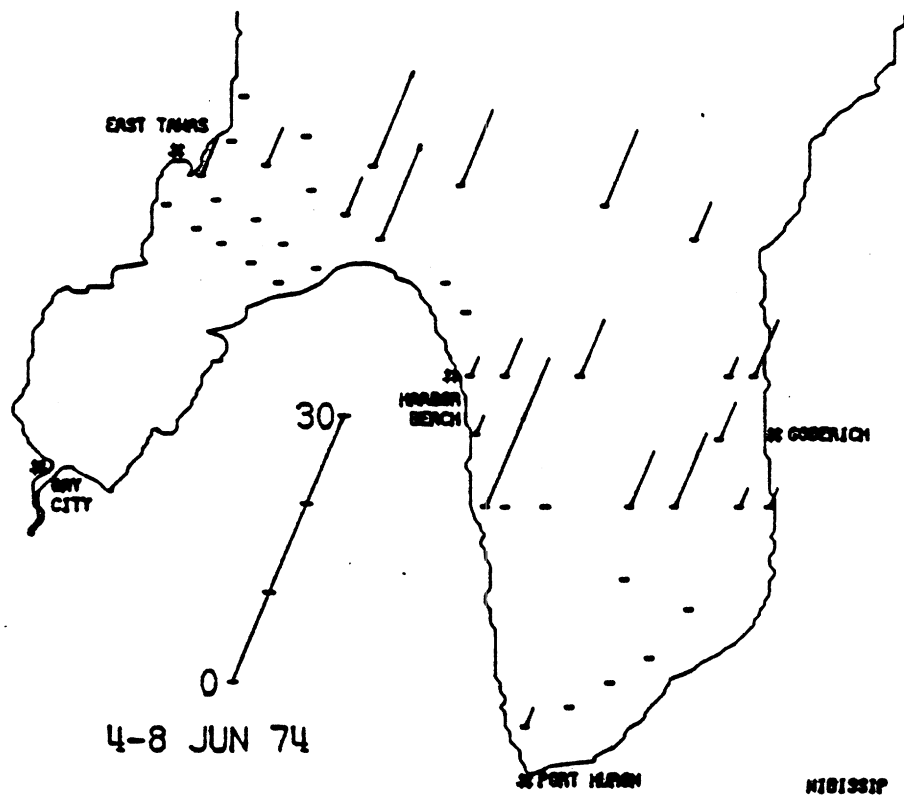 EAST TAWAS
HARBOR
BEACH
30
GODERICH
BAY
CITY
0
4-8 JUN 74
PORT HURON